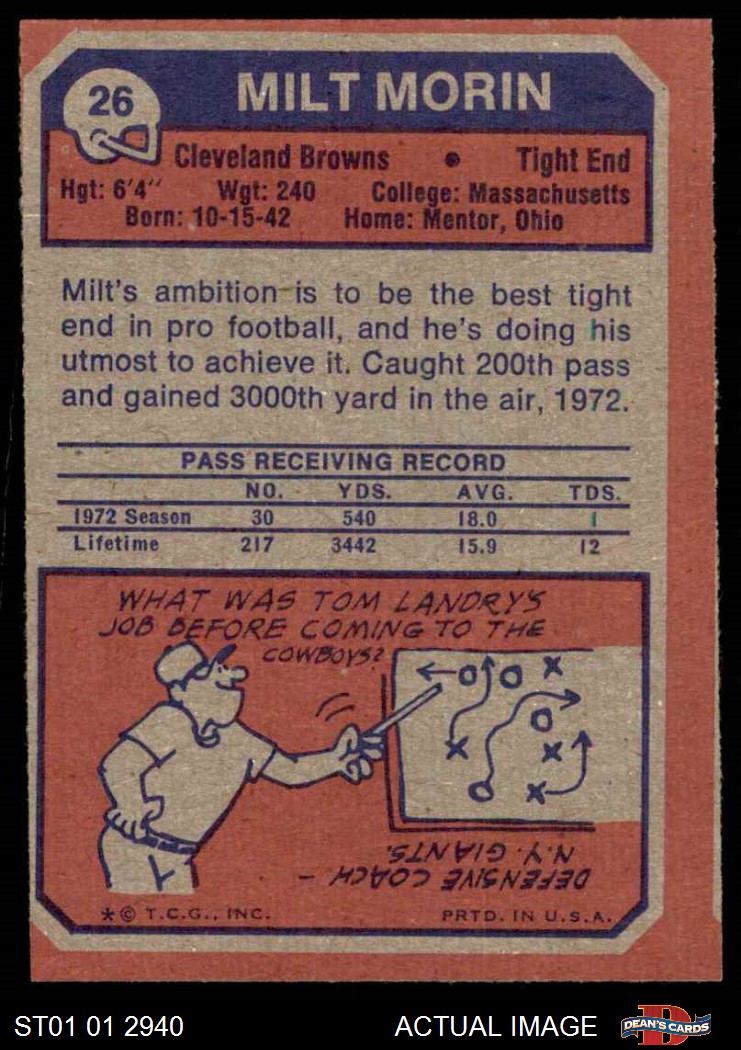 26
MILT MORIN
Cleveland Browns • Tight End
Hgt: 6'4" Wgt: 240 College: Massachusetts
Born: 10-15-42 Home: Mentor, Ohio
Milt's ambition is to be the best tight
end in pro football, and he's doing his
utmost to achieve it. Caught 200th pass
and gained 3000th yard in the air, 1972.
PASS RECEIVING RECORD
NO. YDS. AVG. TDS.
1972 Season 30 540 18.0 1
Lifetime 217 3442 15.9 12
WHAT WAS TOM LANDRY'S
JOB BEFORE COMING TO THE
COWBOYS?
DEFENSIVE COACH –
N.Y. GIANTS.
*© T.C.G., INC. PRTD. IN U.S.A.
ST01 01 2940 ACTUAL IMAGE D DEAN'S CARDS